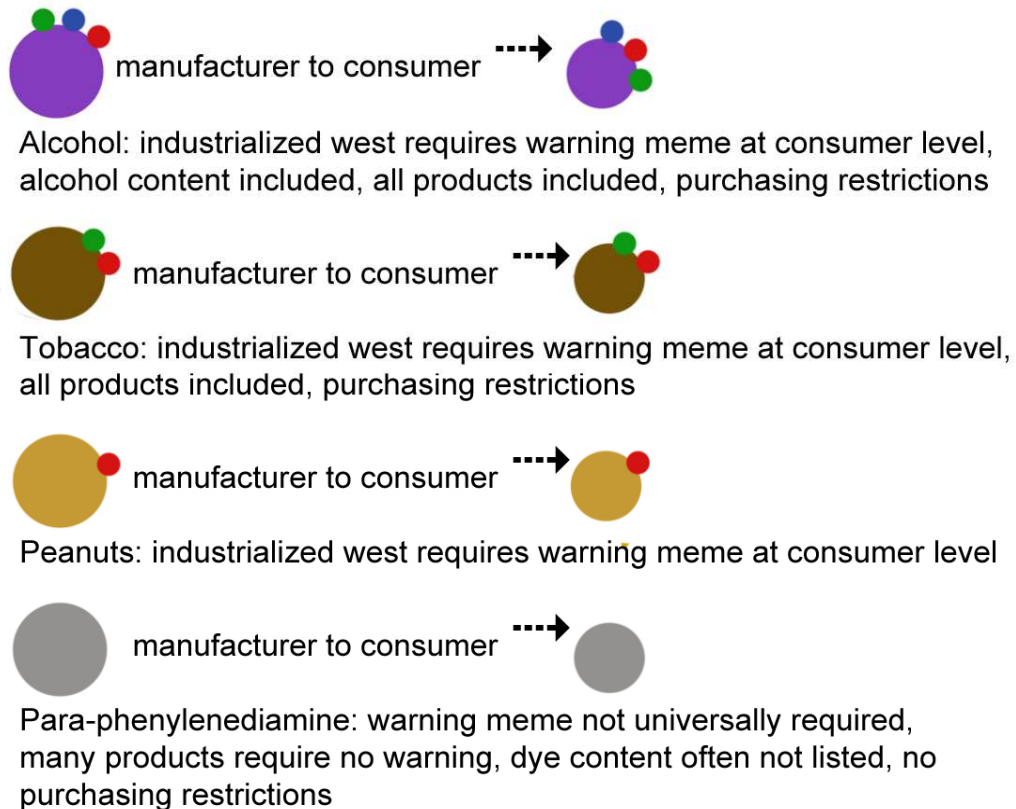 manufacturer to consumer
Alcohol: industrialized west requires warning meme at consumer level,
alcohol content included, all products included, purchasing restrictions
manufacturer to consumer
Tobacco: industrialized west requires warning meme at consumer level,
all products included, purchasing restrictions
manufacturer to consumer
Peanuts: industrialized west requires warning meme at consumer level
manufacturer to consumer
Para-phenylenediamine: warning meme not universally required,
many products require no warning, dye content often not listed, no
purchasing restrictions